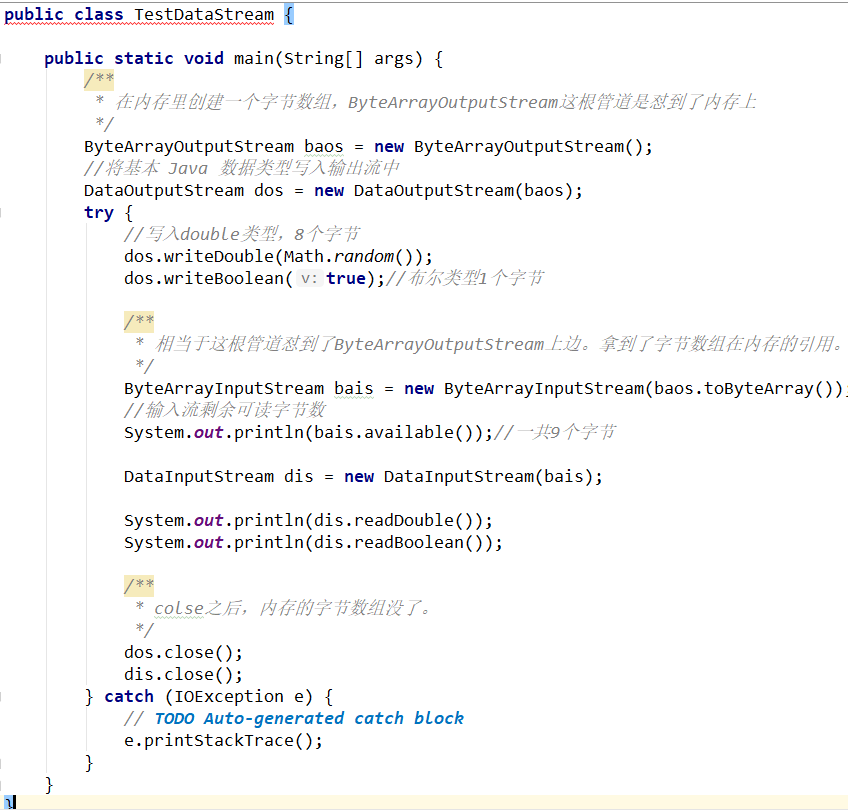 public class TestDataStream {
public static void main(String[] args) {
/**
* 在内存里创建一个字节数组，ByteArrayOutputStream这根管道是怼到了内存上
*/
ByteArrayOutputStream baos = new ByteArrayOutputStream();
//将基本 Java 数据类型写入输出流中
DataOutputStream dos = new DataOutputStream(baos);
try {
//写入double类型，8个字节
dos.writeDouble(Math.random());
dos.writeBoolean( v: true);//布尔类型1个字节
/**
* 相当于这根管道怼到了ByteArrayOutputStream上边。拿到了字节数组在内存的引用。
*/
ByteArrayInputStream bais = new ByteArrayInputStream(baos.toByteArray());
//输入流剩余可读字节数
System.out.println(bais.available());//一共9个字节
DataInputStream dis = new DataInputStream(bais);
System.out.println(dis.readDouble());
System.out.println(dis.readBoolean());
/**
* colse之后，内存的字节数组没了。
*/
dos.close();
dis.close();
} catch (IOException e) {
// TODO Auto-generated catch block
e.printStackTrace();
}
}
}